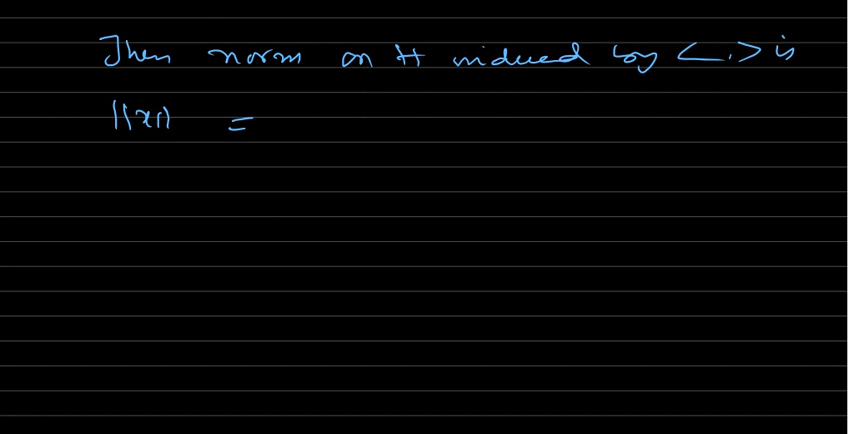 Then norm on H induced by <.,.> is
||x|| =